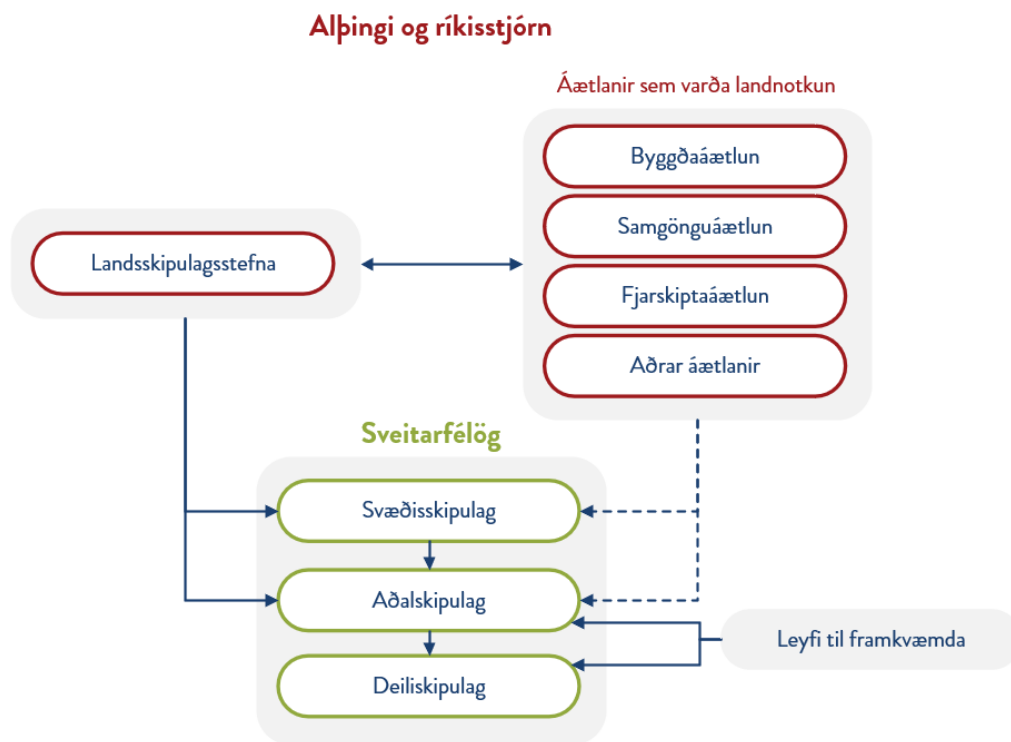 Alþingi og ríkisstjórn
Áætlanir sem varða landnotkun
Byggðaáætlun
Samgönguáætlun
Landsskipulagsstefna
Fjarskiptaáætlun
Aðrar áætlanir
Sveitarfélög
Svæðisskipulag
Aðalskipulag
Leyfi til framkvæmda
Deiliskipulag